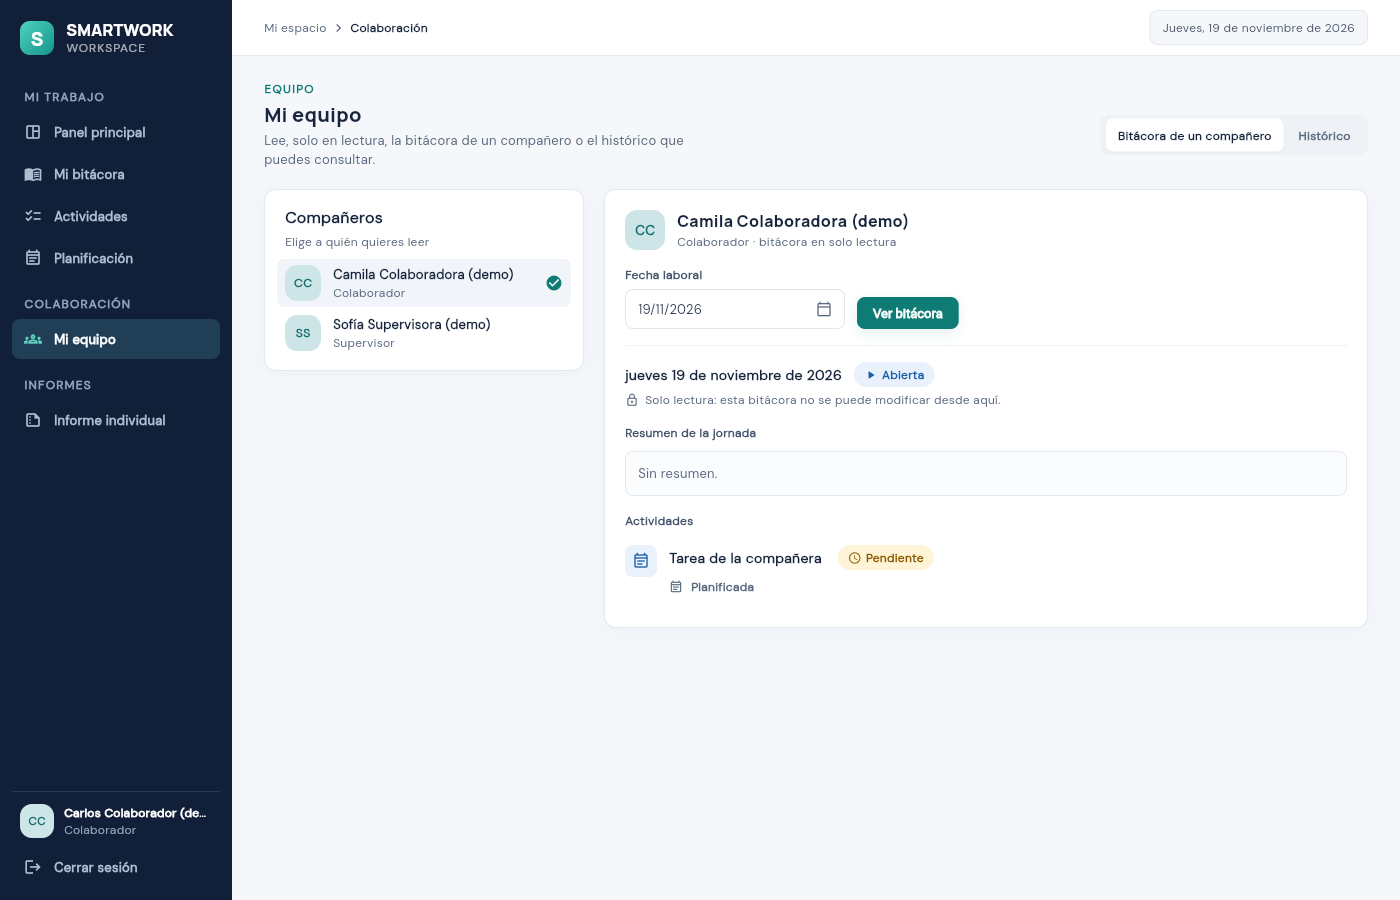 S
SMARTWORK
WORKSPACE
MI TRABAJO
Panel principal
Mi bitácora
Actividades
Planificación
COLABORACIÓN
Mi equipo
INFORMES
Informe individual
CC
Carlos Colaborador (de...
Colaborador
Cerrar sesión
Mi espacio > Colaboración
Jueves, 19 de noviembre de 2026
EQUIPO
Mi equipo
Lee, solo en lectura, la bitácora de un compañero o el histórico que
puedes consultar.
Bitácora de un compañero
Histórico
Compañeros
Elige a quién quieres leer
CC
Camila Colaboradora (demo)
Colaborador
SS
Sofía Supervisora (demo)
Supervisor
CC
Camila Colaboradora (demo)
Colaborador · bitácora en solo lectura
Fecha laboral
19/11/2026
Ver bitácora
jueves 19 de noviembre de 2026
Abierta
Solo lectura: esta bitácora no se puede modificar desde aquí.
Resumen de la jornada
Sin resumen.
Actividades
Tarea de la compañera
Pendiente
Planificada